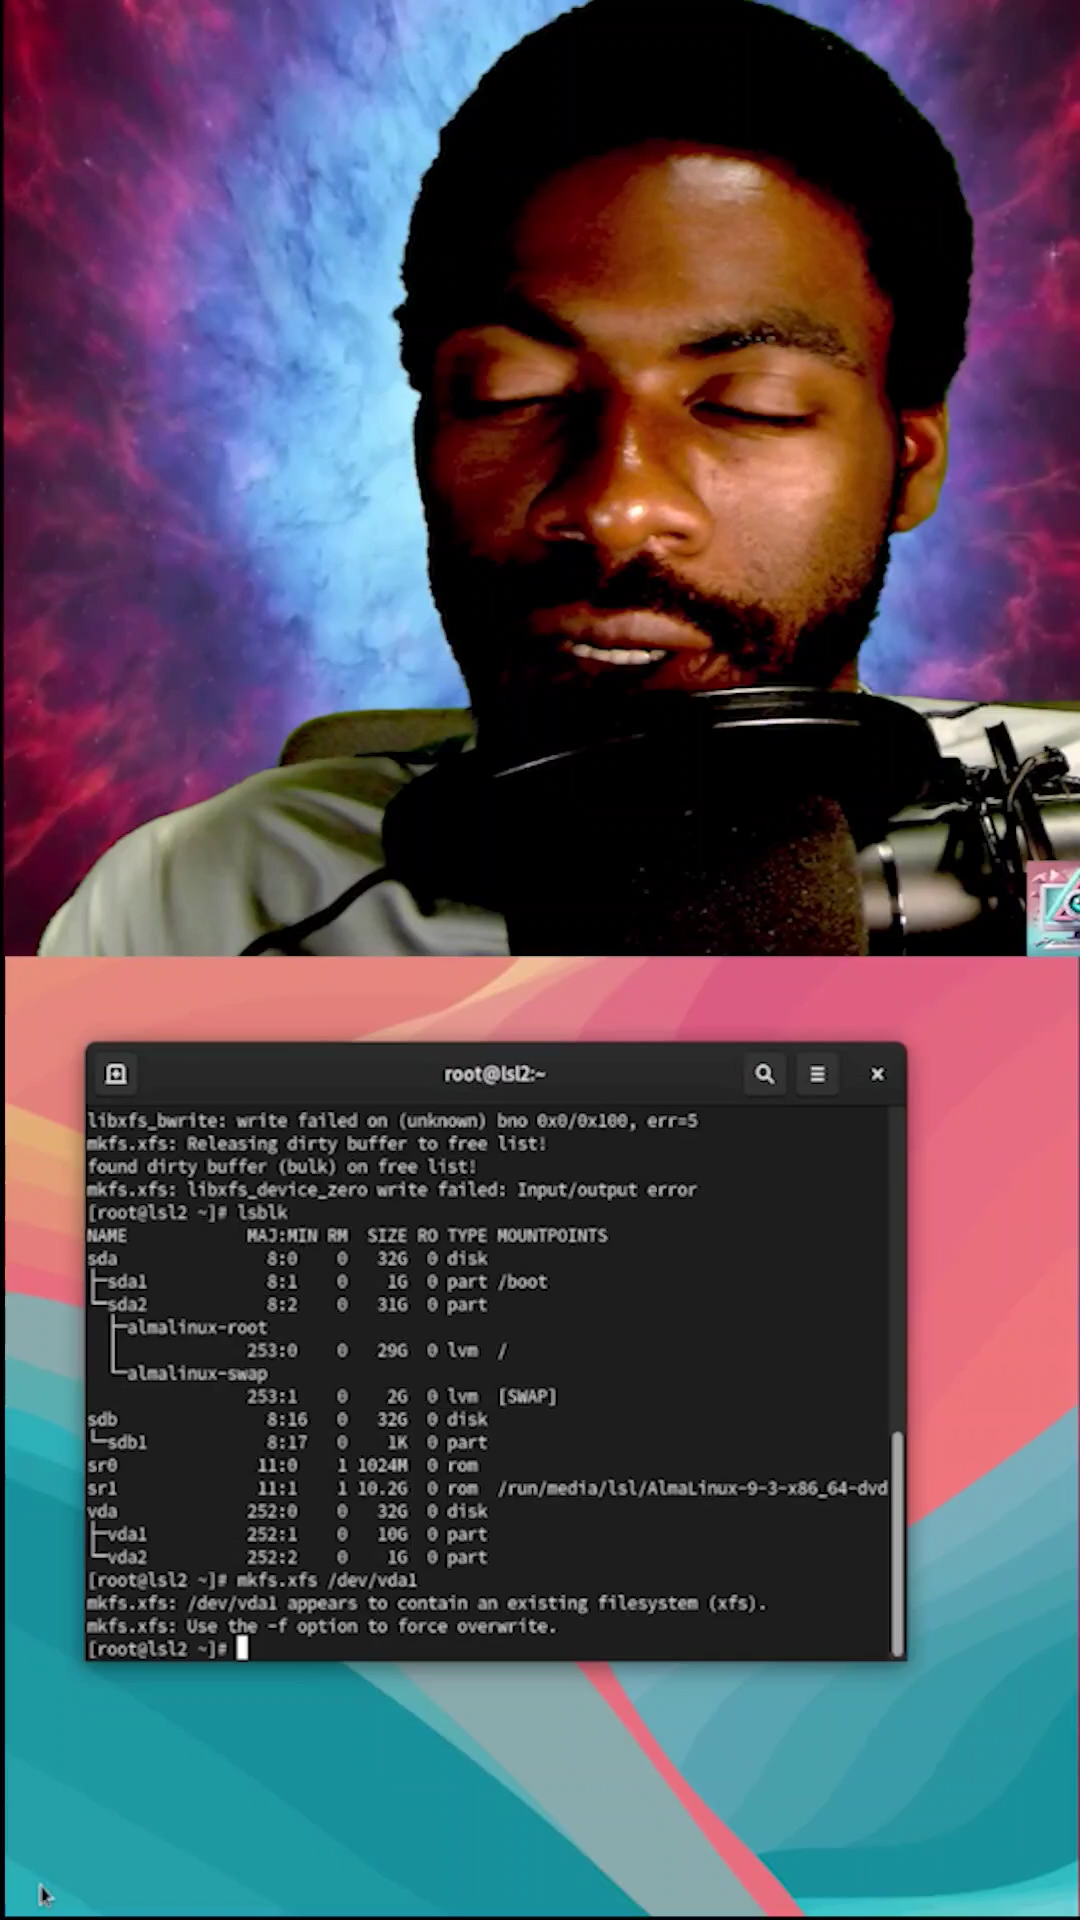 root@lsl2:~
libxfs_bwrite: write failed on (unknown) bno 0x0/0x100, err=5
mkfs.xfs: Releasing dirty buffer to free list!
found dirty buffer (bulk) on free list!
mkfs.xfs: libxfs_device_zero write failed: Input/output error
[root@lsl2 ~]# lsblk
NAME MAJ:MIN RM SIZE RO TYPE MOUNTPOINTS
sda 8:0 0 32G 0 disk
├─sda1 8:1 0 1G 0 part /boot
└─sda2 8:2 0 31G 0 part
├─almalinux-root
253:0 0 29G 0 lvm /
└─almalinux-swap
253:1 0 2G 0 lvm [SWAP]
sdb 8:16 0 32G 0 disk
└─sdb1 8:17 0 1K 0 part
sr0 11:0 1 1024M 0 rom
sr1 11:1 1 10.2G 0 rom /run/media/lsl/AlmaLinux-9-3-x86_64-dvd
vda 252:0 0 32G 0 disk
├─vda1 252:1 0 10G 0 part
└─vda2 252:2 0 1G 0 part
[root@lsl2 ~]# mkfs.xfs /dev/vda1
mkfs.xfs: /dev/vda1 appears to contain an existing filesystem (xfs).
mkfs.xfs: Use the -f option to force overwrite.
[root@lsl2 ~]#